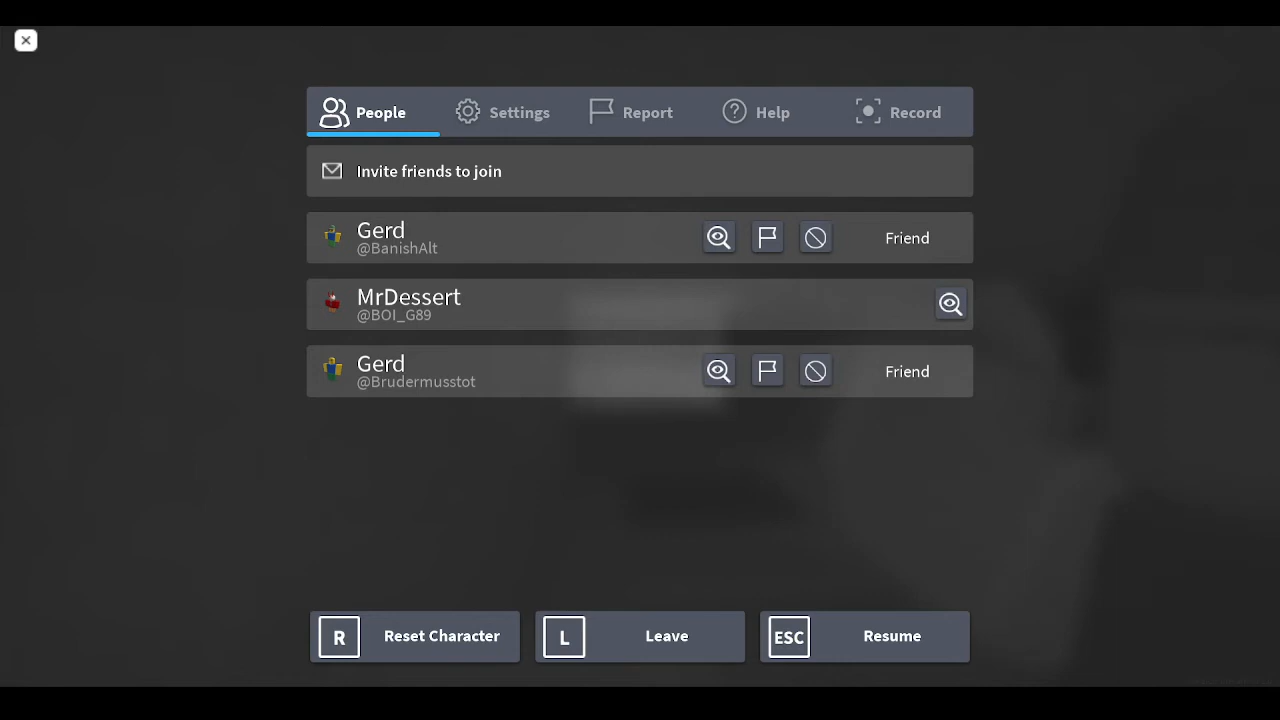 People
Settings
Report
Help
Record
Invite friends to join
Gerd
@BanishAlt
Friend
MrDessert
@BOI_G89
Gerd
@Brudermusstot
Friend
R Reset Character
L Leave
ESC Resume